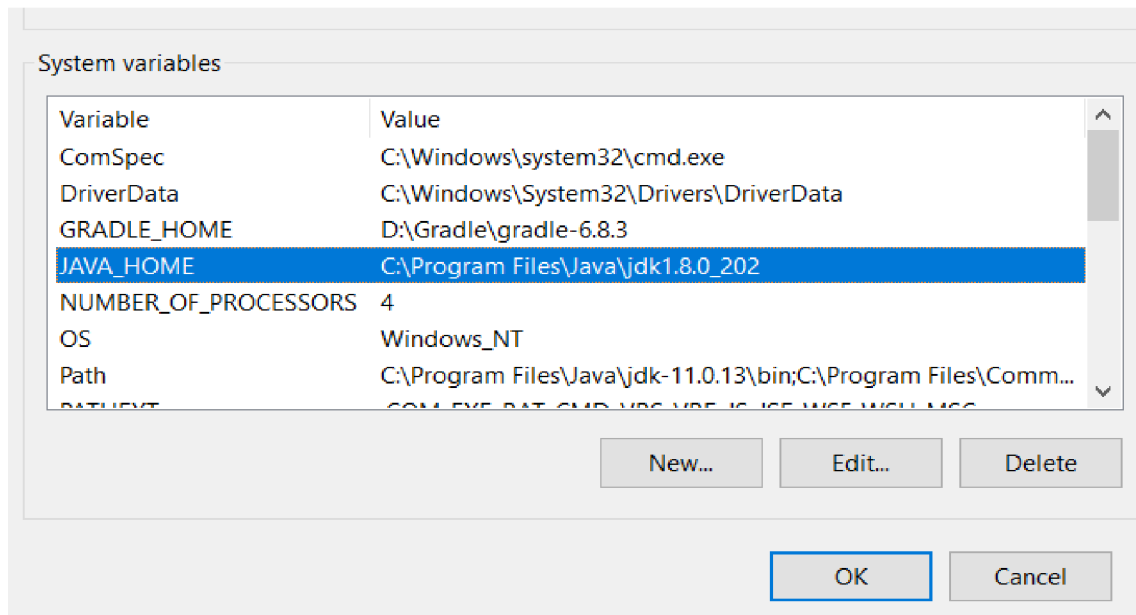 System variables
Variable Value
ComSpec C:\Windows\system32\cmd.exe
DriverData C:\Windows\System32\Drivers\DriverData
GRADLE_HOME D:\Gradle\gradle-6.8.3
JAVA_HOME C:\Program Files\Java\jdk1.8.0_202
NUMBER_OF_PROCESSORS 4
OS Windows_NT
Path C:\Program Files\Java\jdk-11.0.13\bin;C:\Program Files\Comm...
New... Edit... Delete
OK Cancel